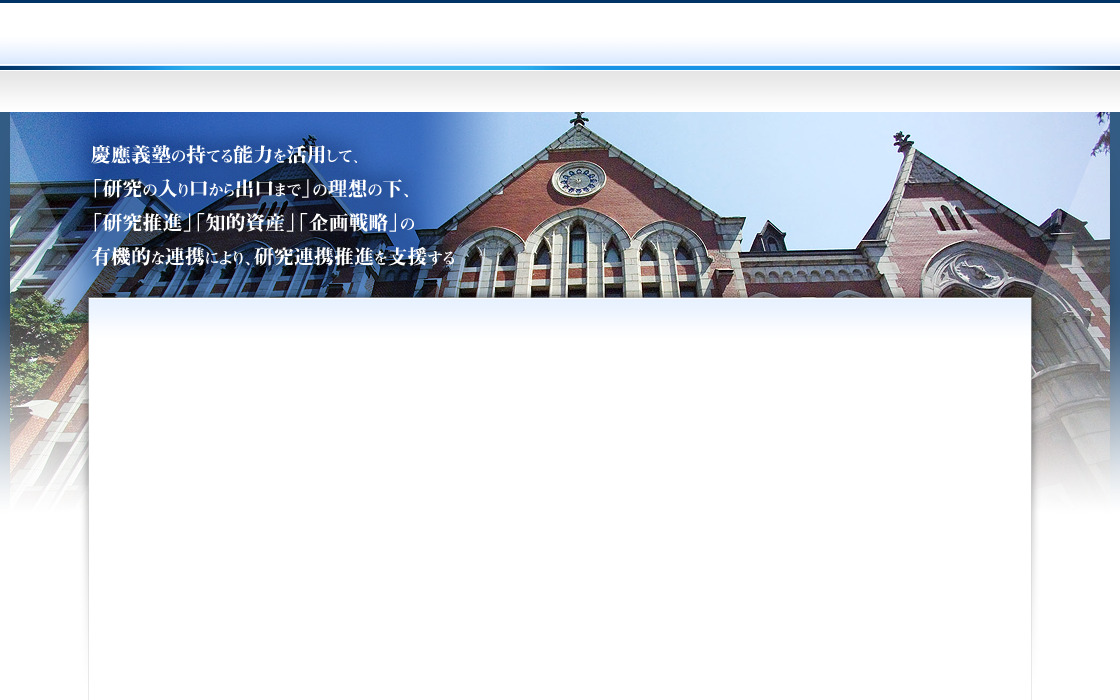 慶應義塾の持てる能力を活用して、
「研究の入り口から出口まで」の理想の下、
「研究推進」「知的資産」「企画戦略」の
有機的な連携により、研究連携推進を支援する